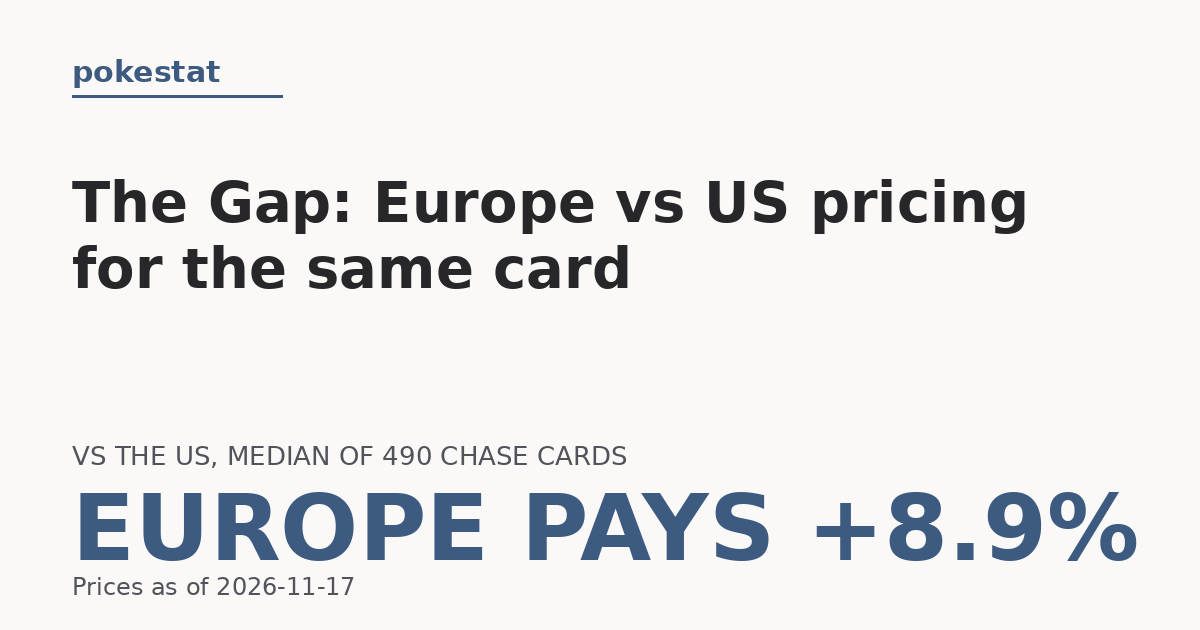 pokestat
The Gap: Europe vs US pricing
for the same card
VS THE US, MEDIAN OF 490 CHASE CARDS
EUROPE PAYS +8.9%
Prices as of 2026-11-17